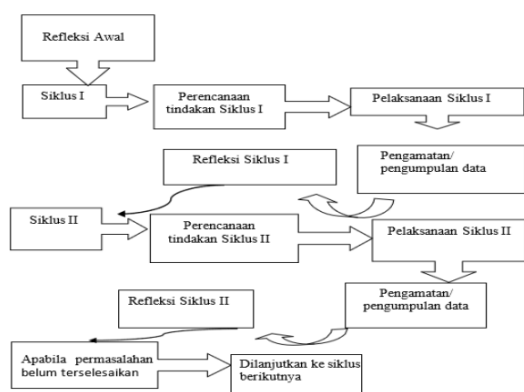 Refleksi Awal
Siklus I
Perencanaan
tindakan Siklus I
Pelaksanaan Siklus I
Refleksi Siklus I
Pengamatan/
pengumpulan data
Siklus II
Perencanaan
tindakan Siklus II
Pelaksanaan Siklus II
Refleksi Siklus II
Pengamatan/
pengumpulan data
Apabila permasalahan
belum terselesaikan
Dilanjutkan ke siklus
berikutnya